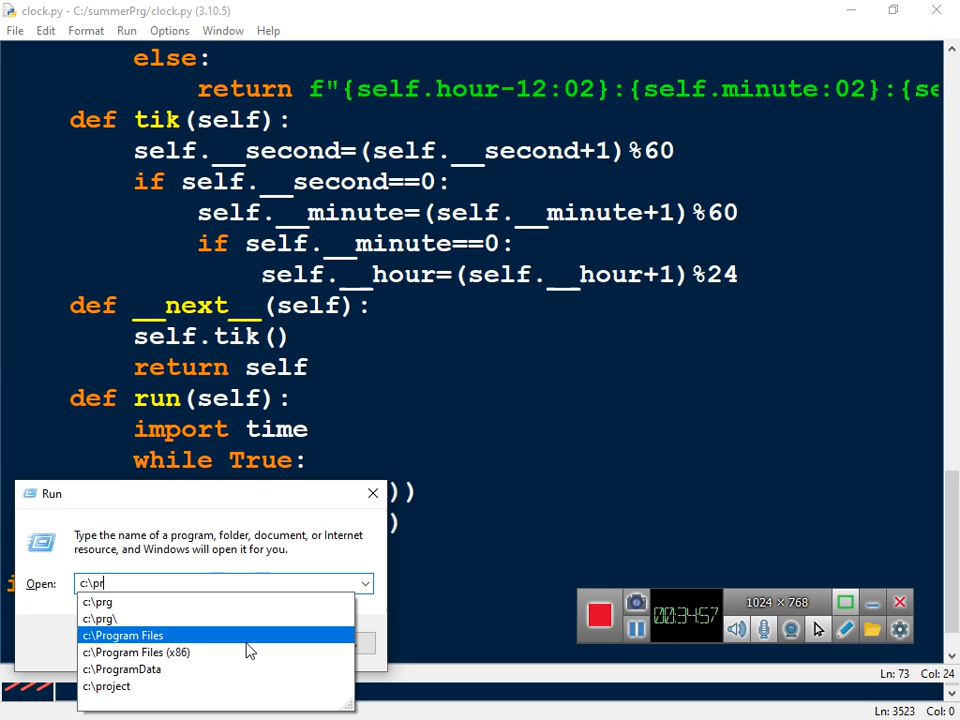 clock.py - C:/summerPrg/clock.py (3.10.5)
File Edit Format Run Options Window Help
else:
return f"{self.hour-12:02}:{self.minute:02}:{se
def tik(self):
self.__second=(self.__second+1)%60
if self.__second==0:
self.__minute=(self.__minute+1)%60
if self.__minute==0:
self.__hour=(self.__hour+1)%24
def __next__(self):
self.tik()
return self
def run(self):
import time
while True:
))
)
Run
Type the name of a program, folder, document, or Internet
resource, and Windows will open it for you.
Open: c:\pr
c:\prg
c:\prg\
c:\Program Files
c:\Program Files (x86)
c:\ProgramData
c:\project
00:34:57
1024 × 768
Ln: 73 Col: 24
Ln: 3523 Col: 0